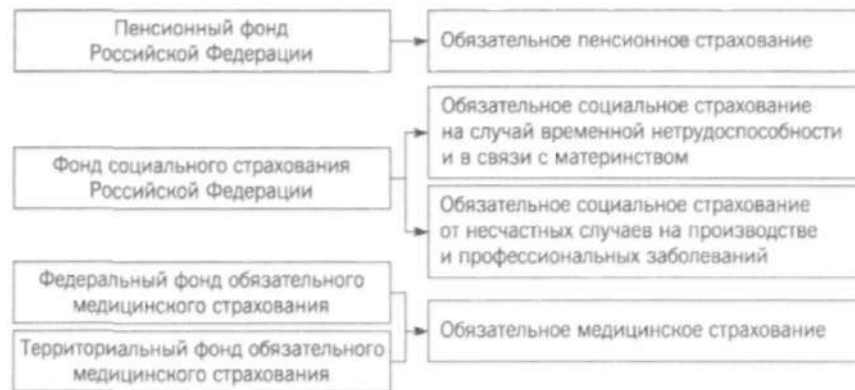 Пенсионный фонд
Российской Федерации
Обязательное пенсионное страхование
Фонд социального страхования
Российской Федерации
Обязательное социальное страхование
на случай временной нетрудоспособности
и в связи с материнством
Обязательное социальное страхование
от несчастных случаев на производстве
и профессиональных заболеваний
Федеральный фонд обязательного
медицинского страхования
Территориальный фонд обязательного
медицинского страхования
Обязательное медицинское страхование